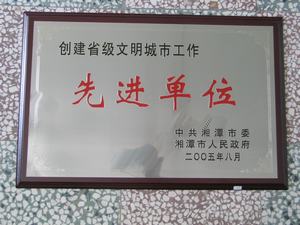 创建省级文明城市工作
先进单位
中共湘潭市委
湘潭市人民政府
二〇〇五年八月